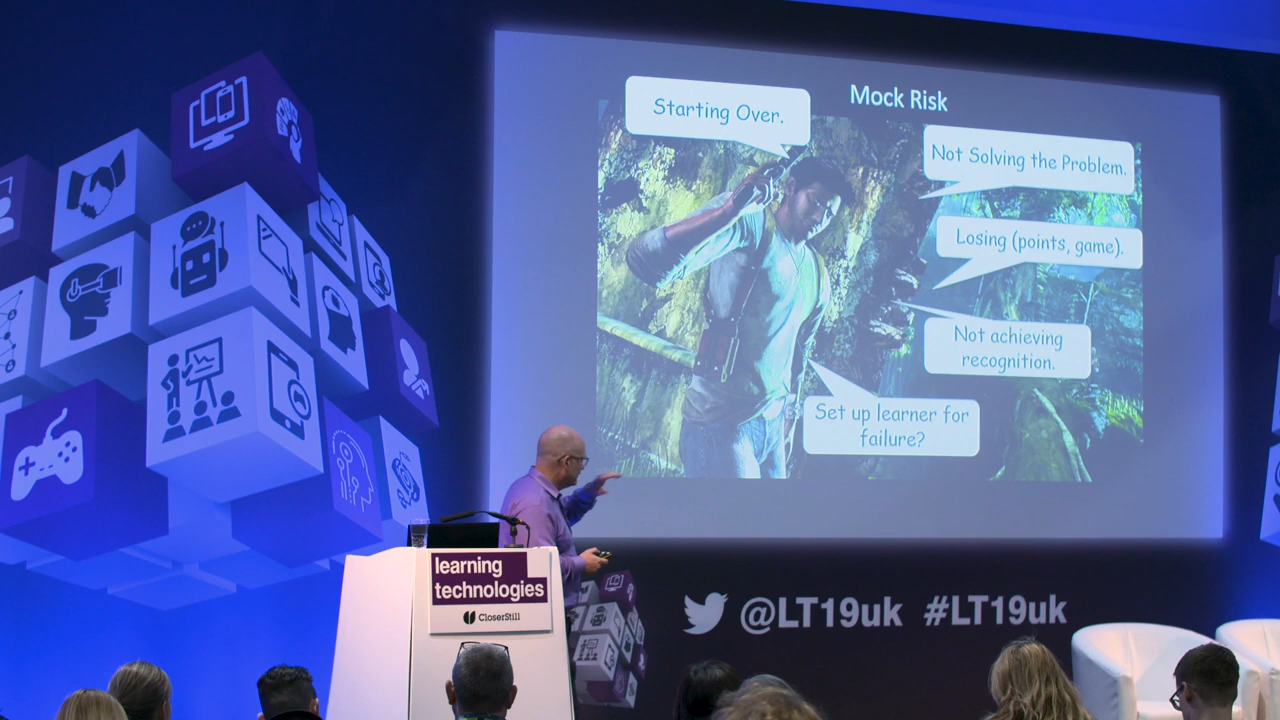 Mock Risk
Starting Over.
Not Solving the Problem.
Losing (points, game).
Not achieving
recognition.
Set up learner for
failure?
learning
technologies
CloserStill
@LT19uk #LT19uk